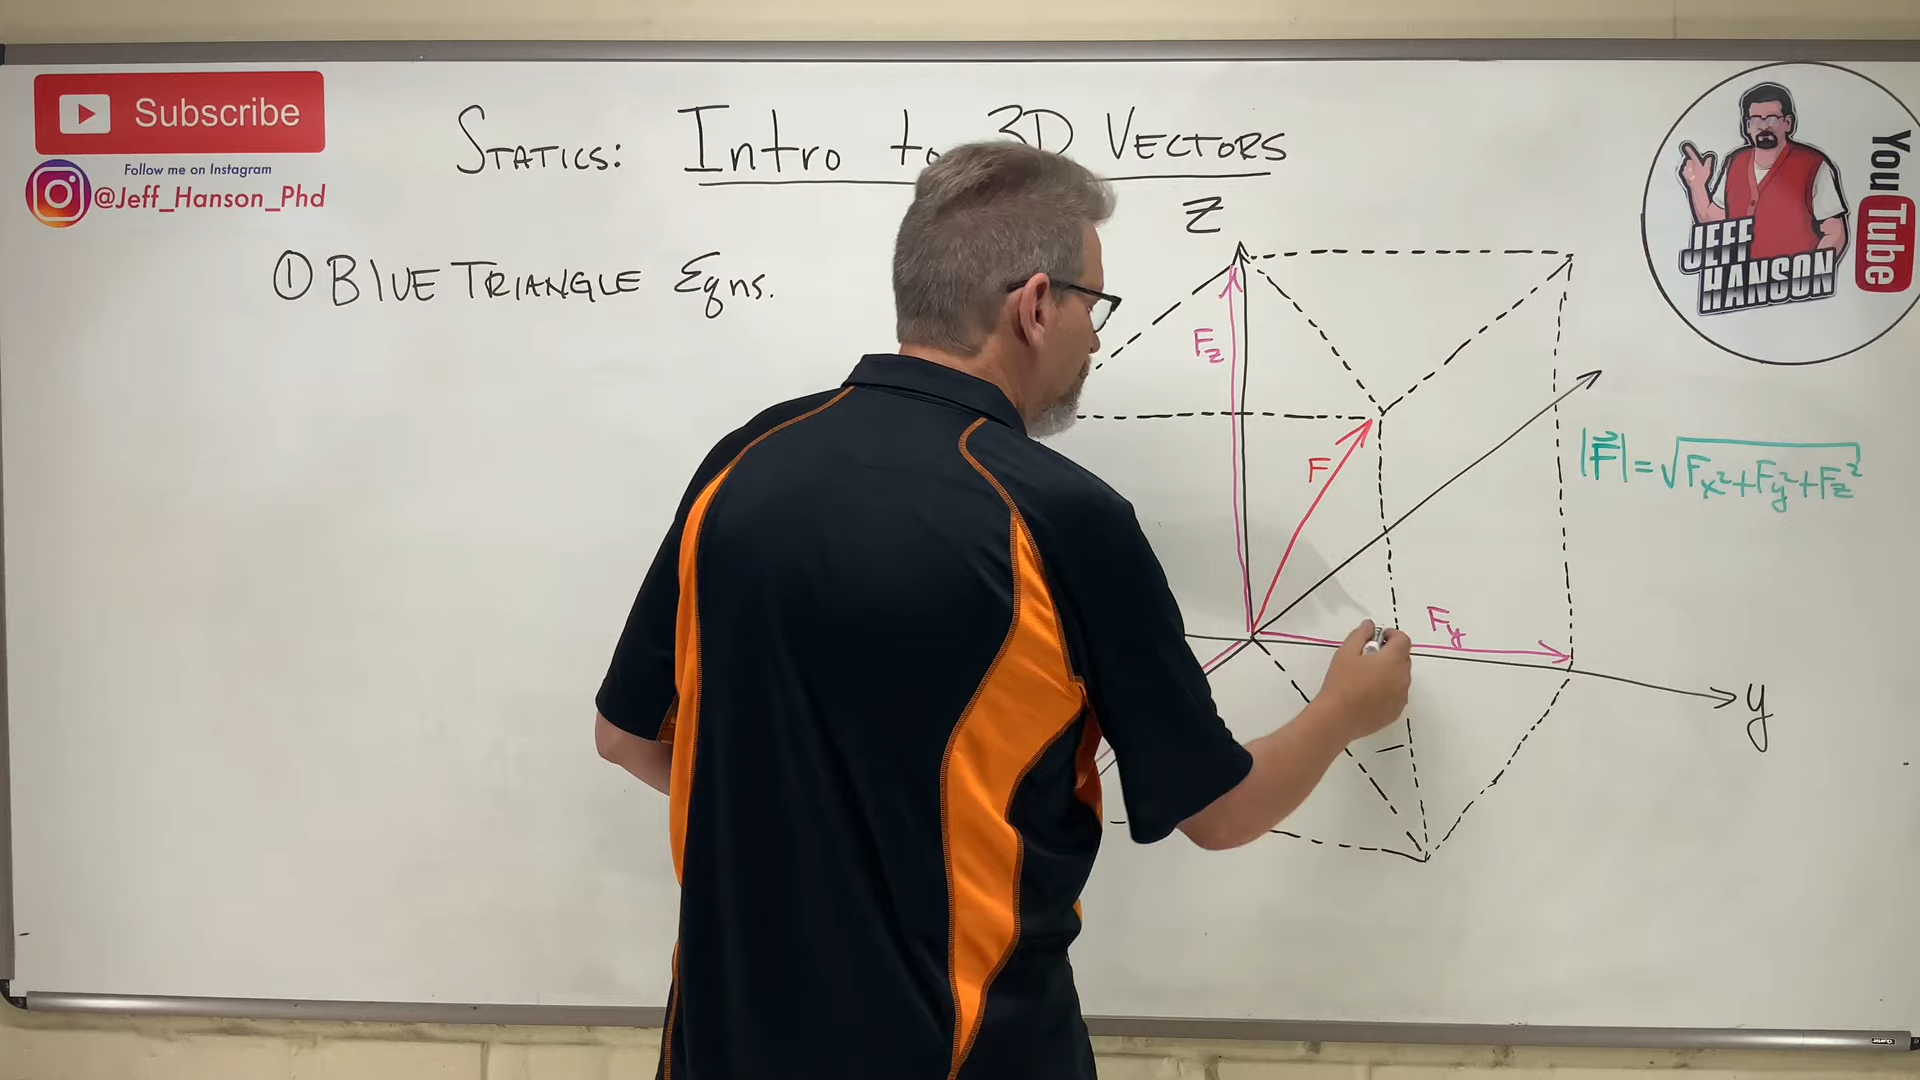 Subscribe
Follow me on Instagram
@Jeff_Hanson_Phd
STATICS: Intro to 3D VECTORS
① BLUE TRIANGLE Eqns.
Z
Fz
F
Fy
y
|F⃗| = √Fx²+Fy²+Fz²
JEFF
HANSON
YouTube